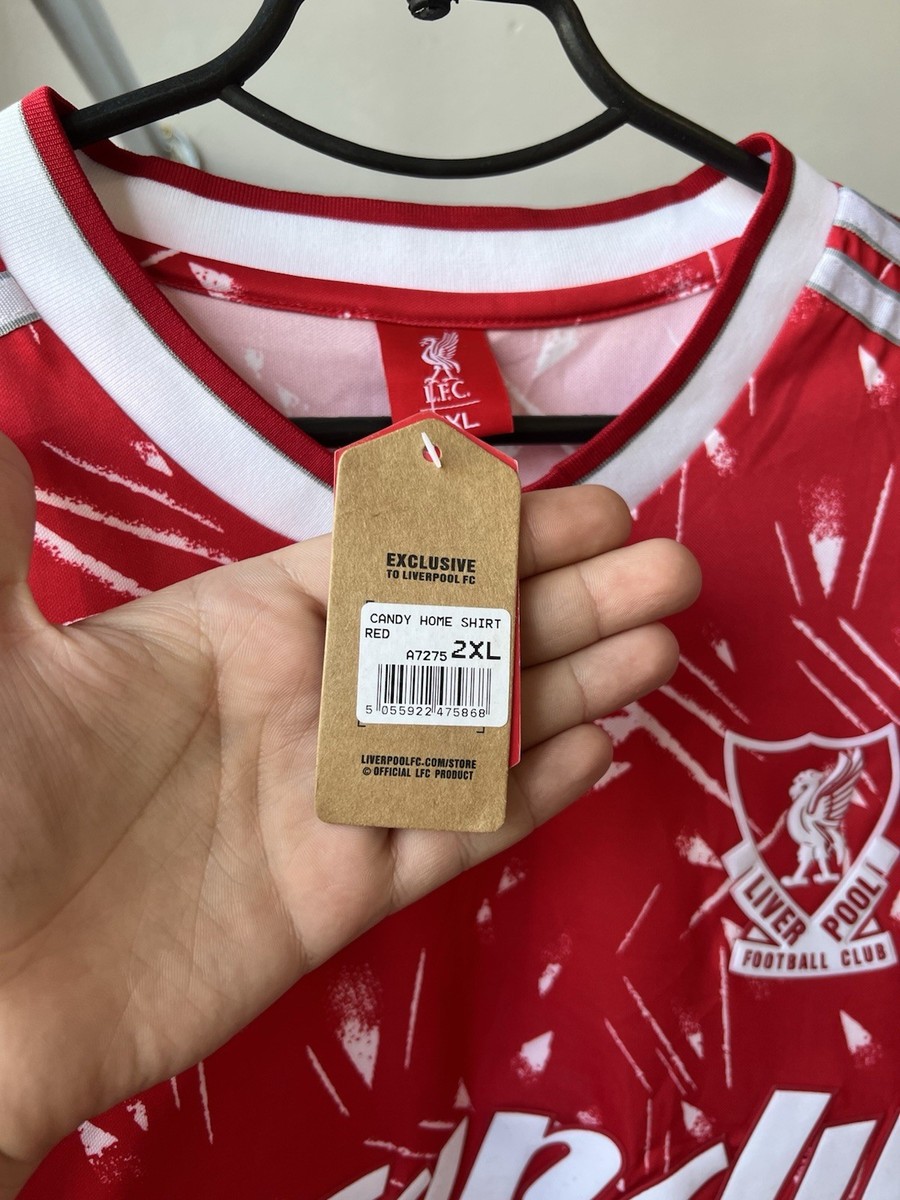 L.F.C.
XL
EXCLUSIVE
TO LIVERPOOL FC
CANDY HOME SHIRT
RED
A7275 2XL
5 055922 475868
LIVERPOOLFC.COM/STORE
© OFFICIAL LFC PRODUCT
LIVERPOOL
FOOTBALL CLUB